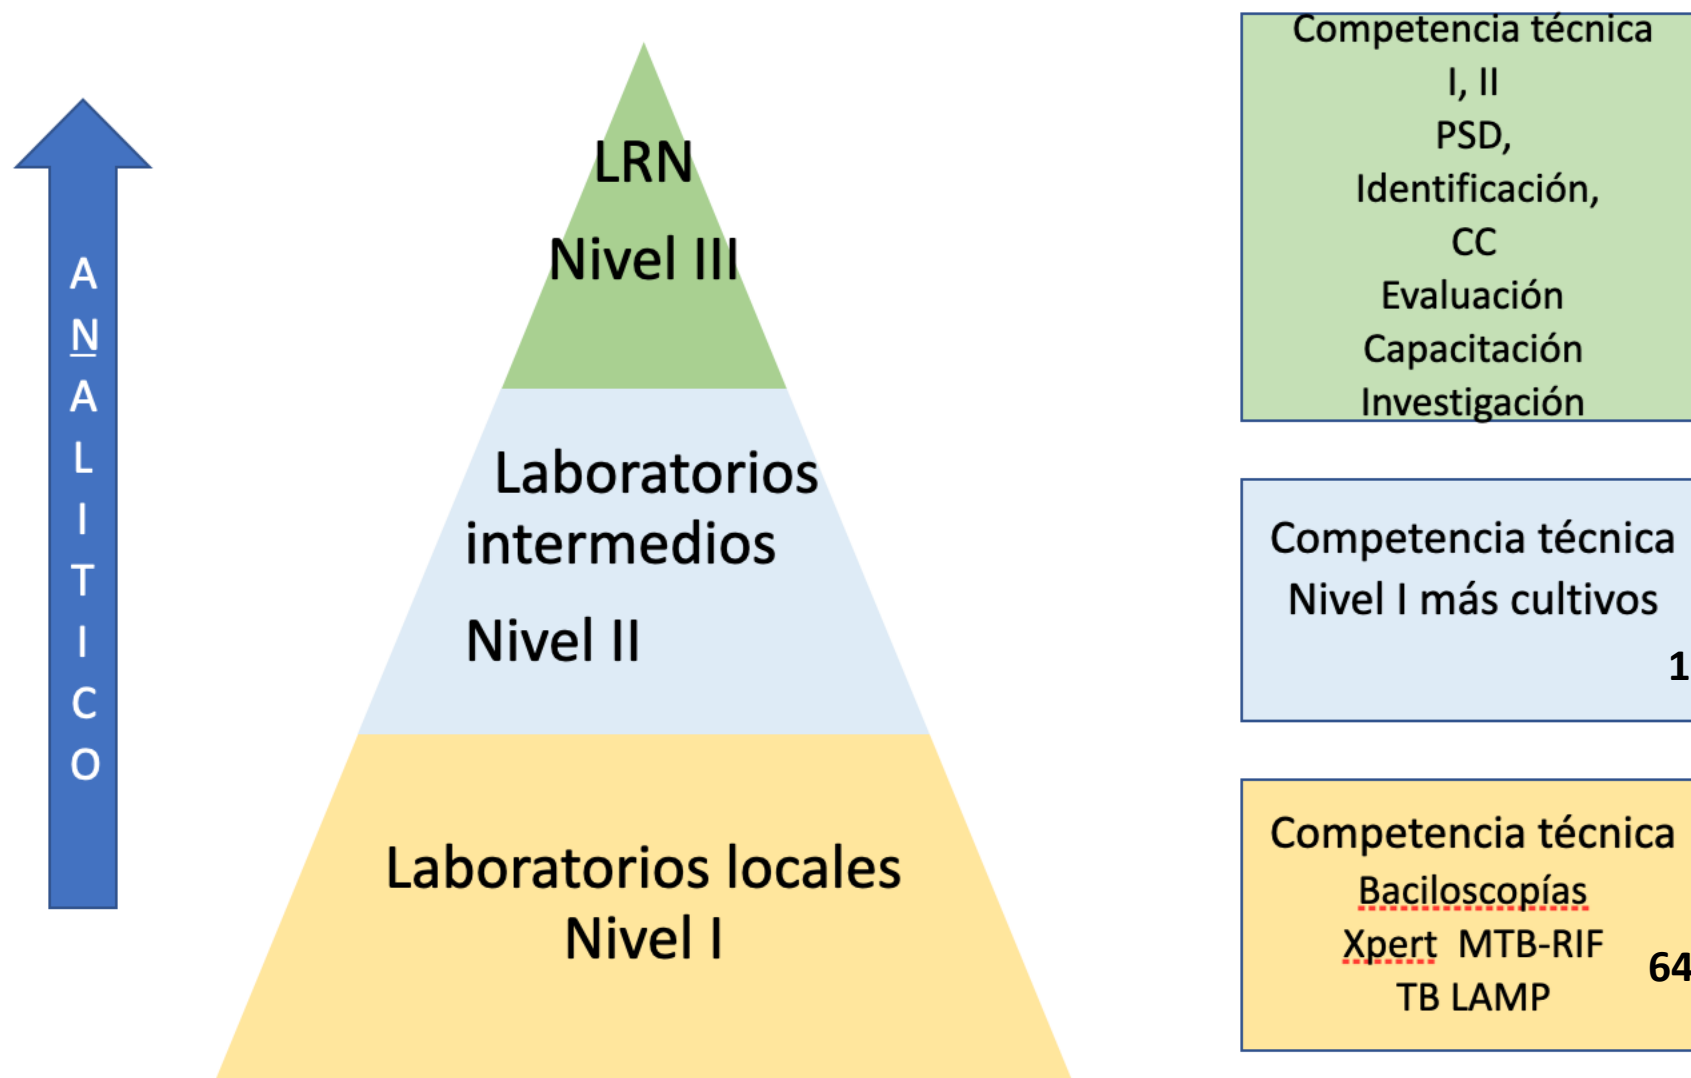 A
N
A
L
I
T
I
C
O
LRN
Nivel III
Laboratorios
intermedios
Nivel II
Laboratorios locales
Nivel I
Competencia técnica
I, II
PSD,
Identificación,
CC
Evaluación
Capacitación
Investigación
Competencia técnica
Nivel I más cultivos
1
Competencia técnica
Baciloscopías
Xpert MTB-RIF
64
TB LAMP